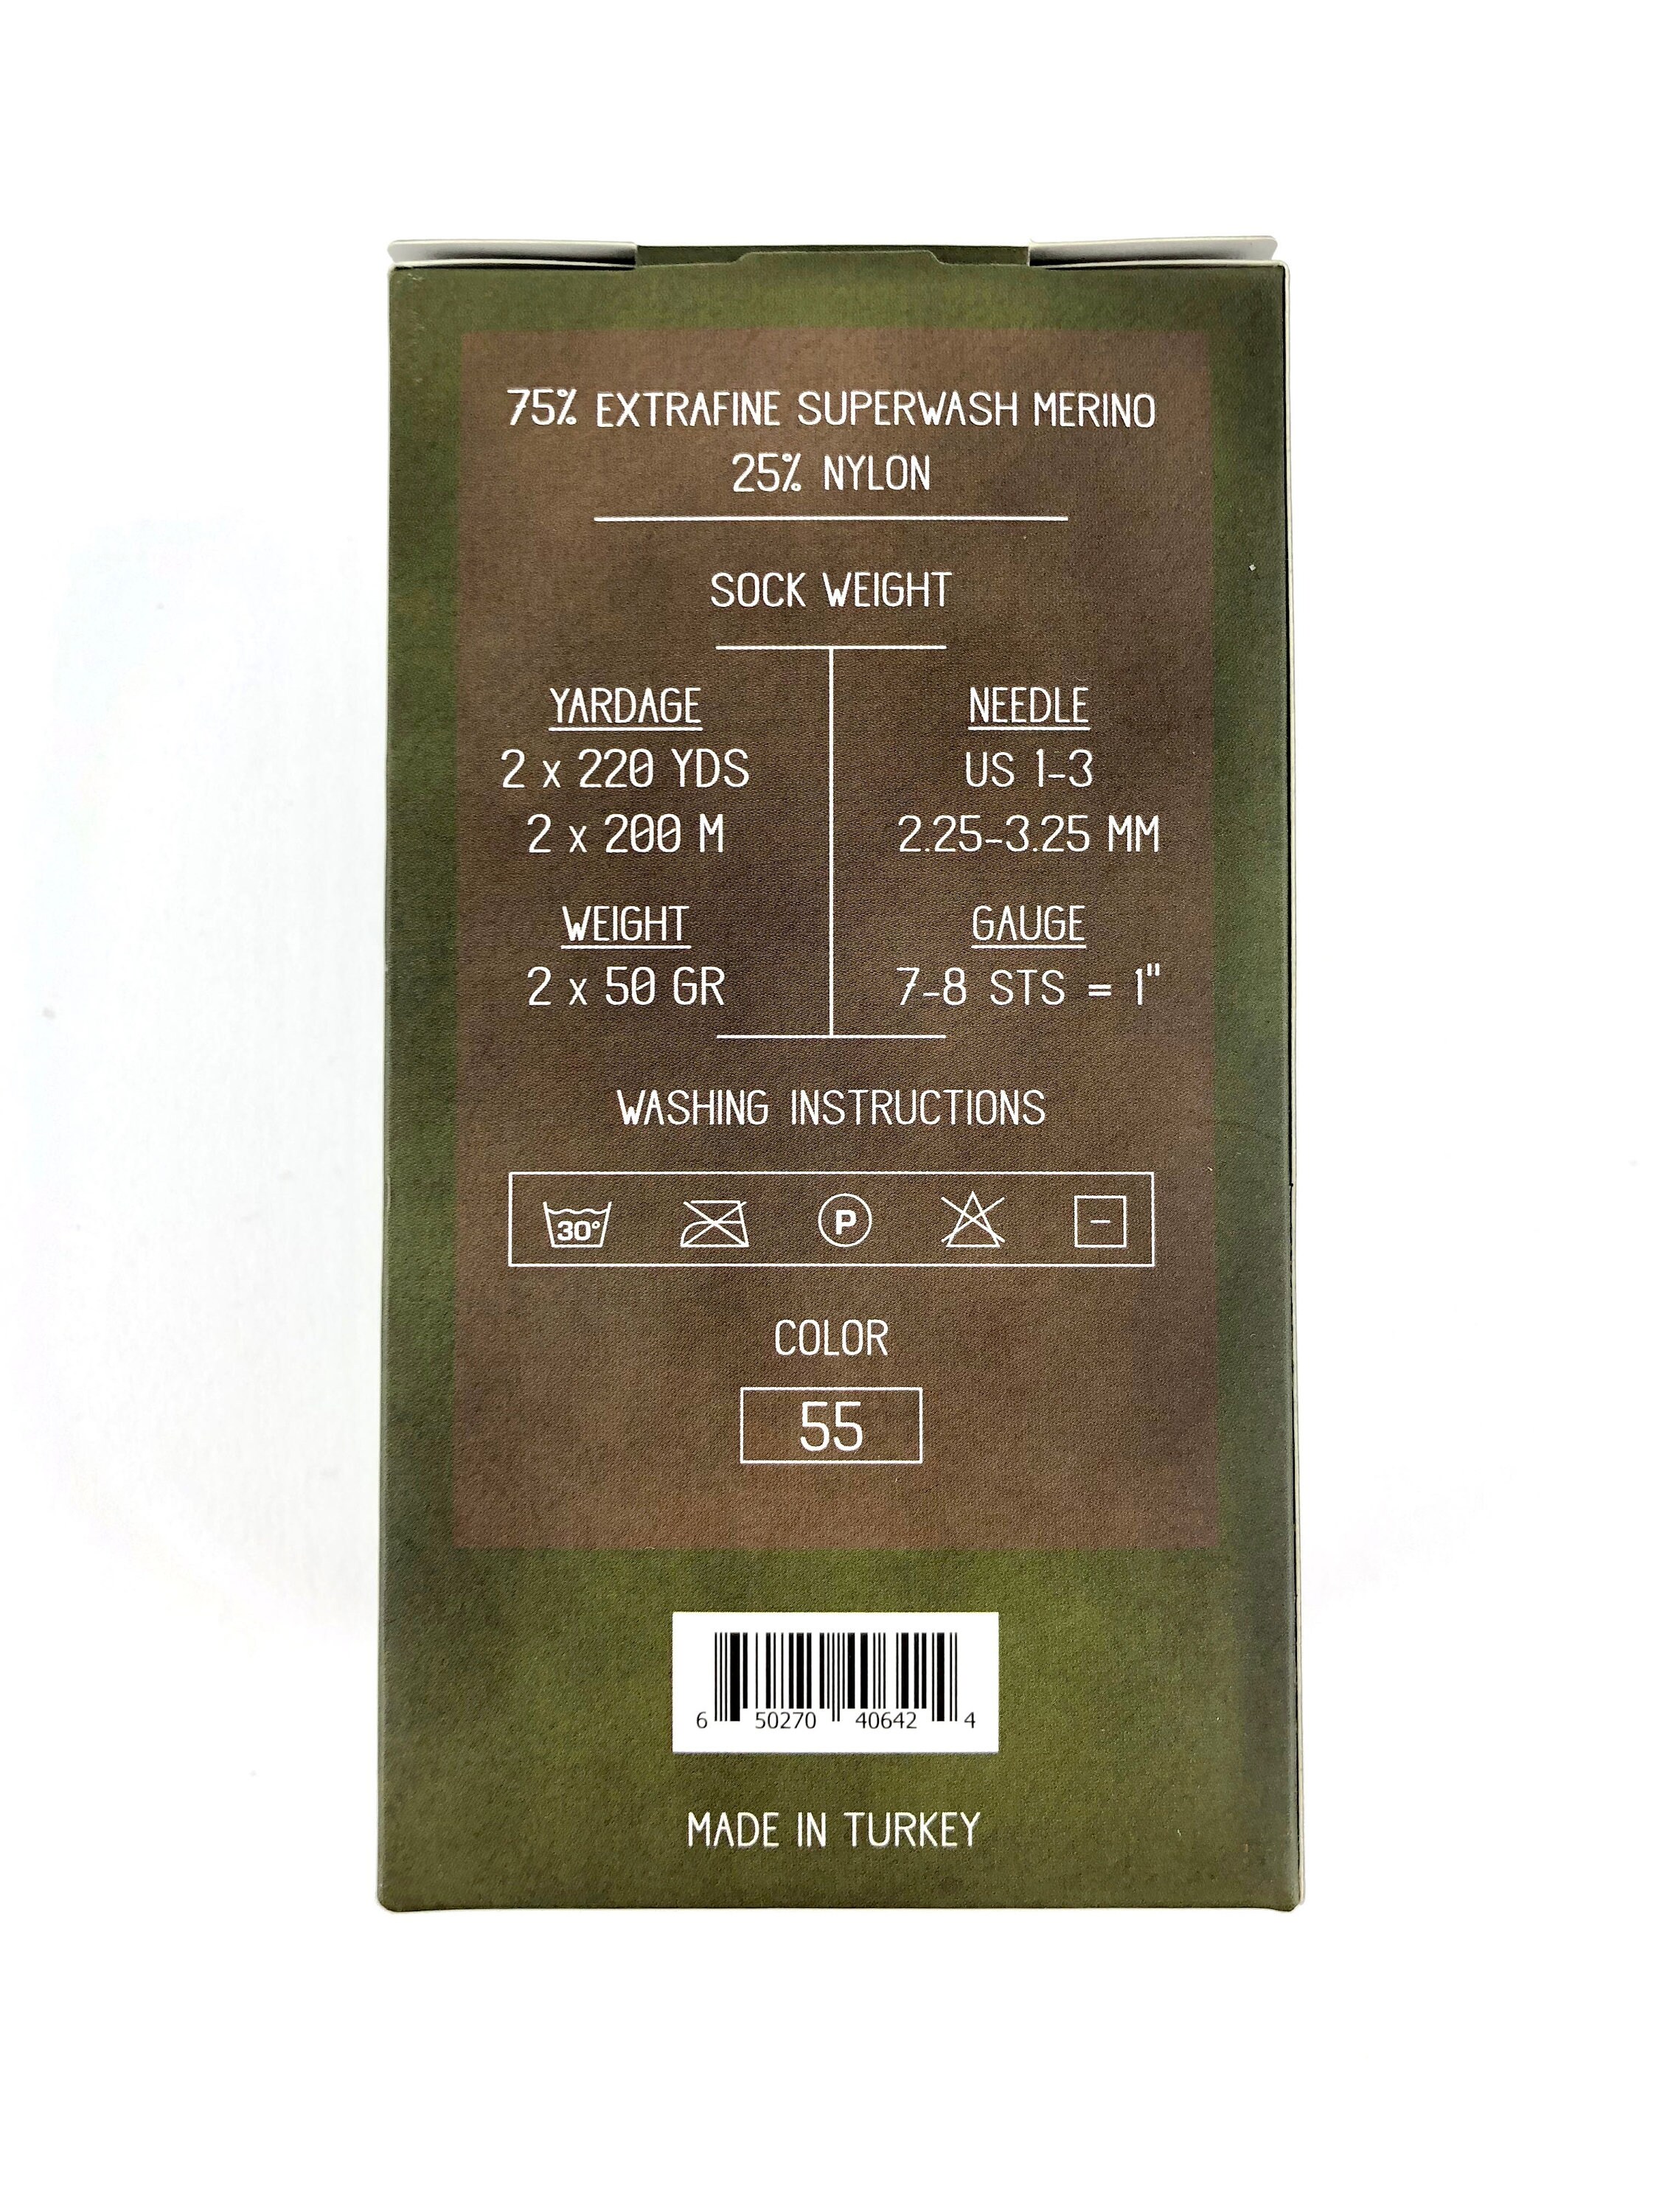 75% EXTRAFINE SUPERWASH MERINO
25% NYLON
SOCK WEIGHT
YARDAGE
2 x 220 YDS
2 x 200 M
WEIGHT
2 x 50 GR
NEEDLE
US 1-3
2.25-3.25 MM
GAUGE
7-8 STS = 1"
WASHING INSTRUCTIONS
30° P
COLOR
55
6 50270 40642 4
MADE IN TURKEY